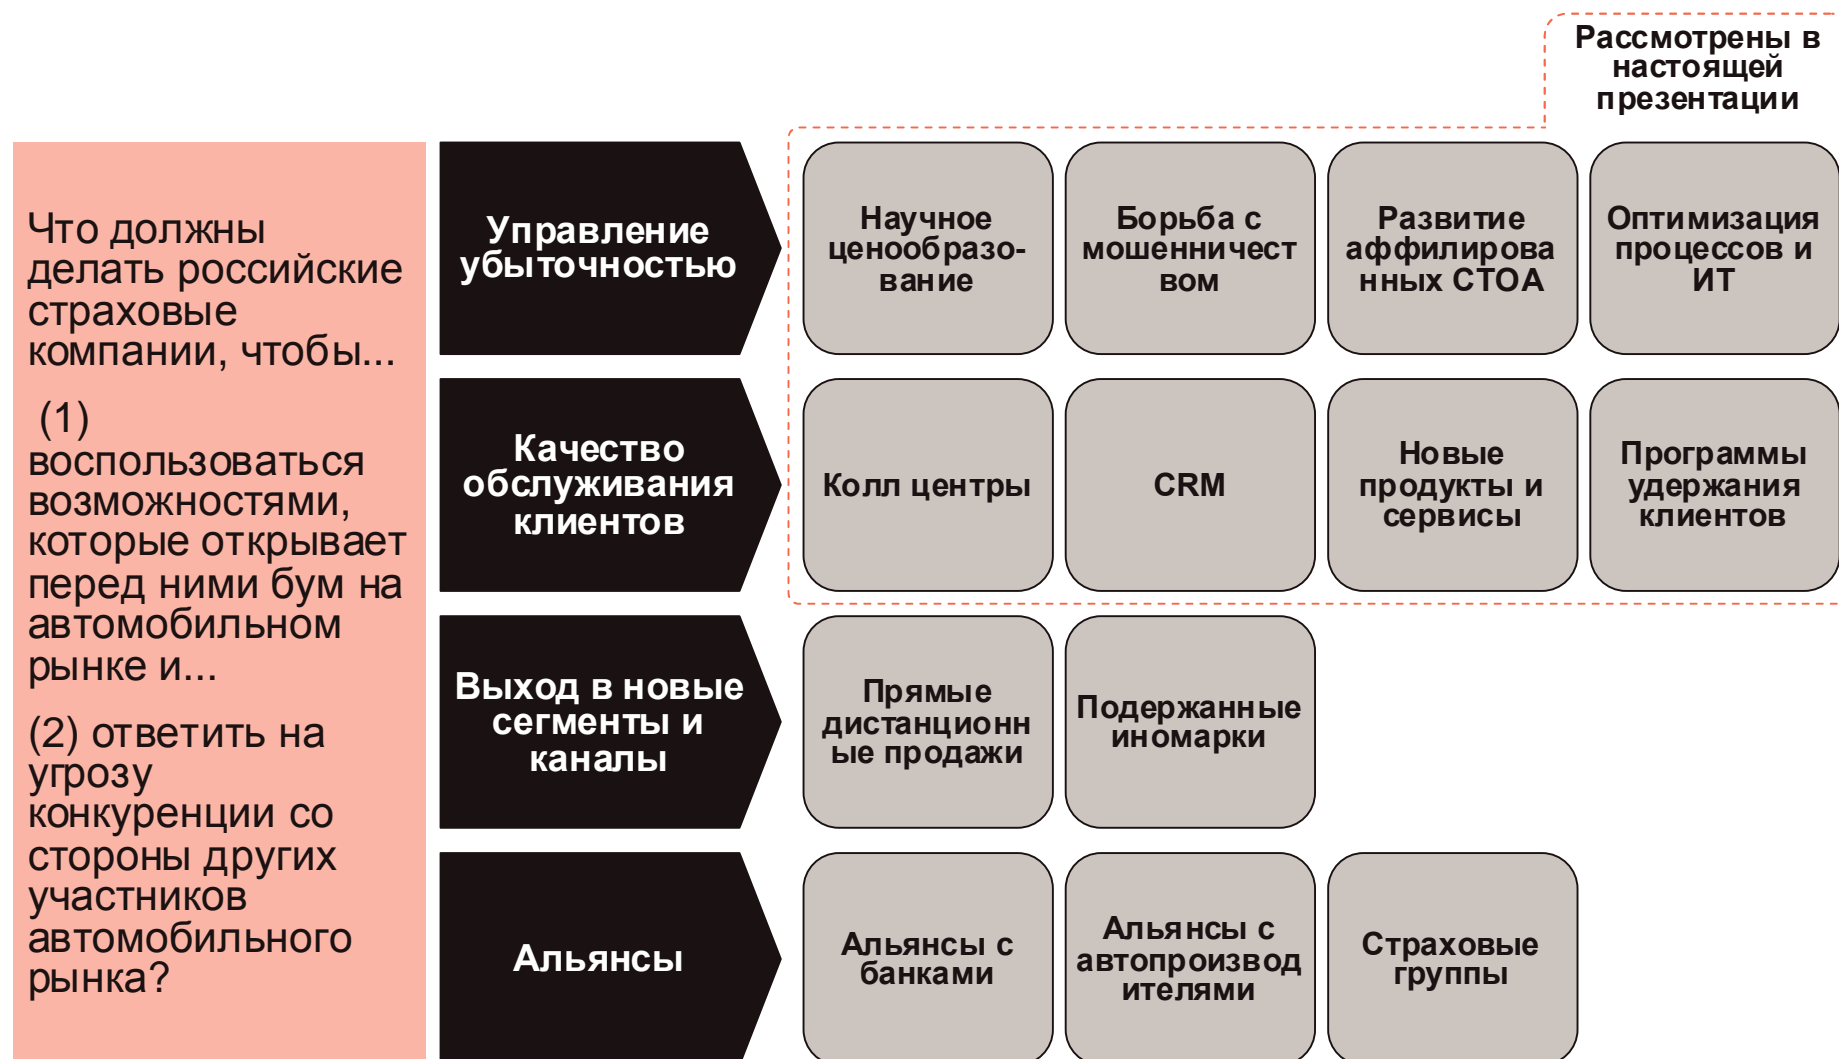 Рассмотрены в
настоящей
презентации
Что должны
делать российские
страховые
компании, чтобы...
(1)
воспользоваться
возможностями,
которые открывает
перед ними бум на
автомобильном
рынке и...
(2) ответить на
угрозу
конкуренции со
стороны других
участников
автомобильного
рынка?
Управление
убыточностью
Научное
ценообразо-
вание
Борьба с
мошенничест
вом
Развитие
аффилирова
нных СТОА
Оптимизация
процессов и
ИТ
Качество
обслуживания
клиентов
Колл центры
CRM
Новые
продукты и
сервисы
Программы
удержания
клиентов
Выход в новые
сегменты и
каналы
Прямые
дистанционн
ые продажи
Подержанные
иномарки
Альянсы
Альянсы с
банками
Альянсы с
автопроизвод
ителями
Страховые
группы